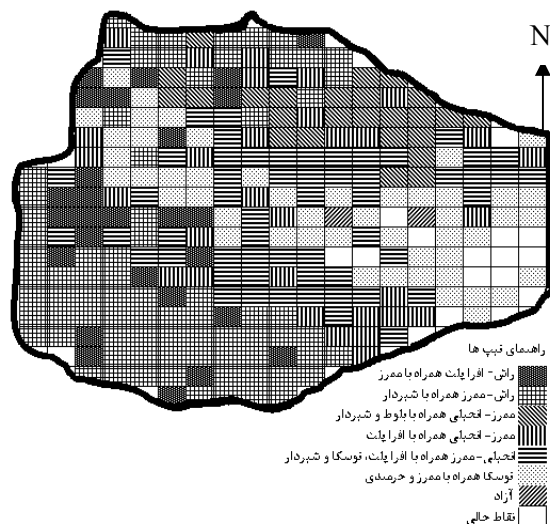 N
راهنمای تیپ ها
راش- افرا پلت همراه با ممرز
راش-ممرز همراه با شیردار
ممرز- انجیلی همراه با بلوط و شیردار
ممرز- انجیلی همراه با افرا پلت
انجیلی-ممرز همراه با افرا پلت، توسکا و شیردار
توسکا همراه با ممرز و خرمندی
آزاد
نقاط خالی